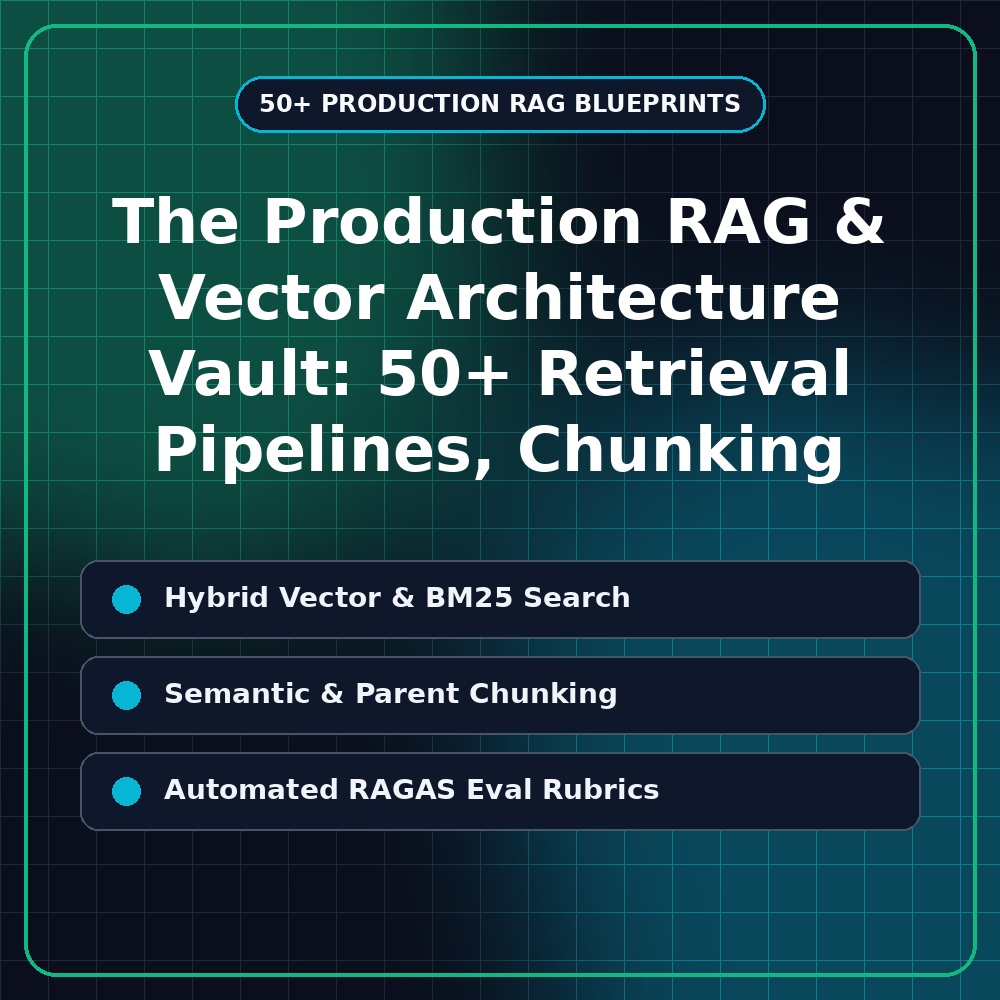 50+ PRODUCTION RAG BLUEPRINTS
The Production RAG &
Vector Architecture
Vault: 50+ Retrieval
Pipelines, Chunking
Hybrid Vector & BM25 Search
Semantic & Parent Chunking
Automated RAGAS Eval Rubrics